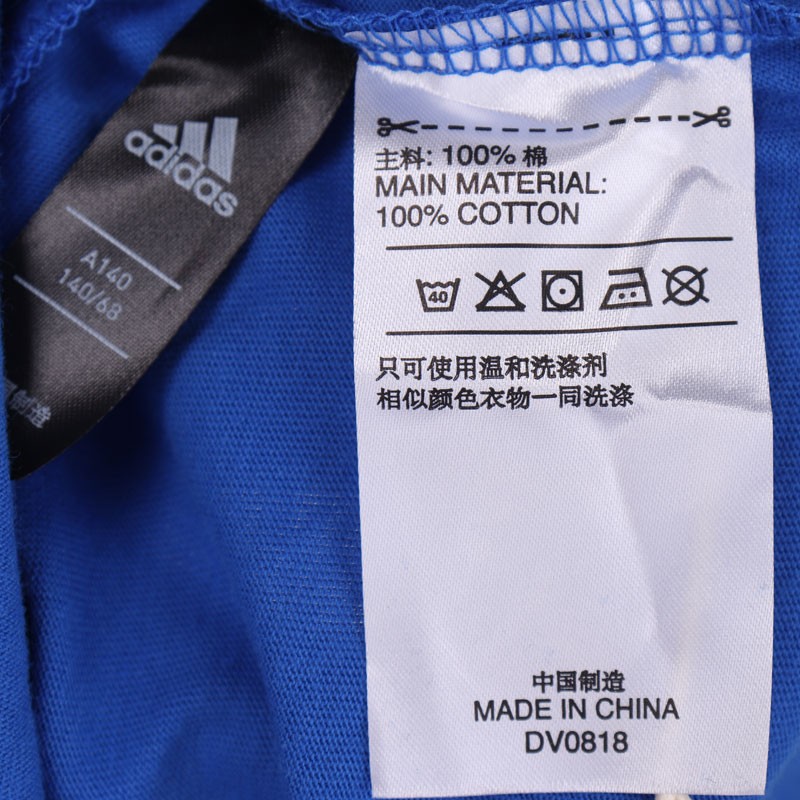 adidas
A140
140/68
制造
主料: 100% 棉
MAIN MATERIAL:
100% COTTON
40
只可使用温和洗涤剂
相似颜色衣物一同洗涤
中国制造
MADE IN CHINA
DV0818